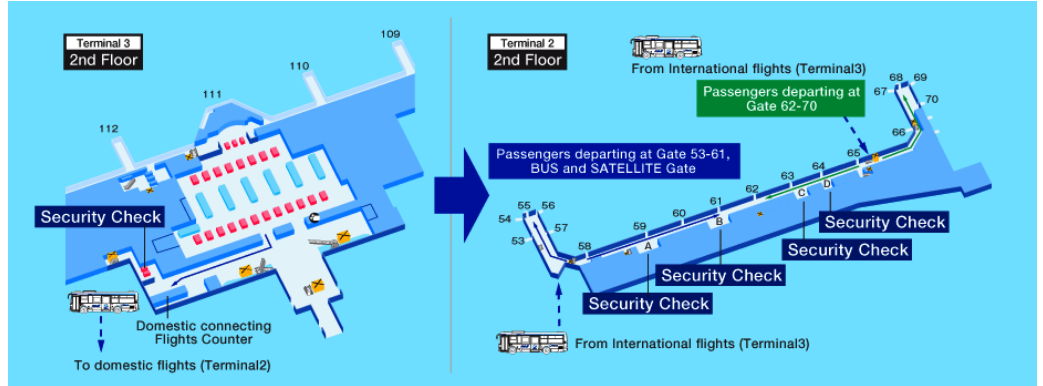 Terminal 3
2nd Floor
109
110
111
112
Security Check
Domestic connecting
Flights Counter
To domestic flights (Terminal2)
Terminal 2
2nd Floor
From International flights (Terminal3)
Passengers departing at
Gate 62-70
Passengers departing at Gate 53-61,
BUS and SATELLITE Gate
68
69
67
70
66
65
64
63
62
61
60
59
58
55
56
54
57
53
A
B
C
D
Security Check
Security Check
Security Check
Security Check
From International flights (Terminal3)